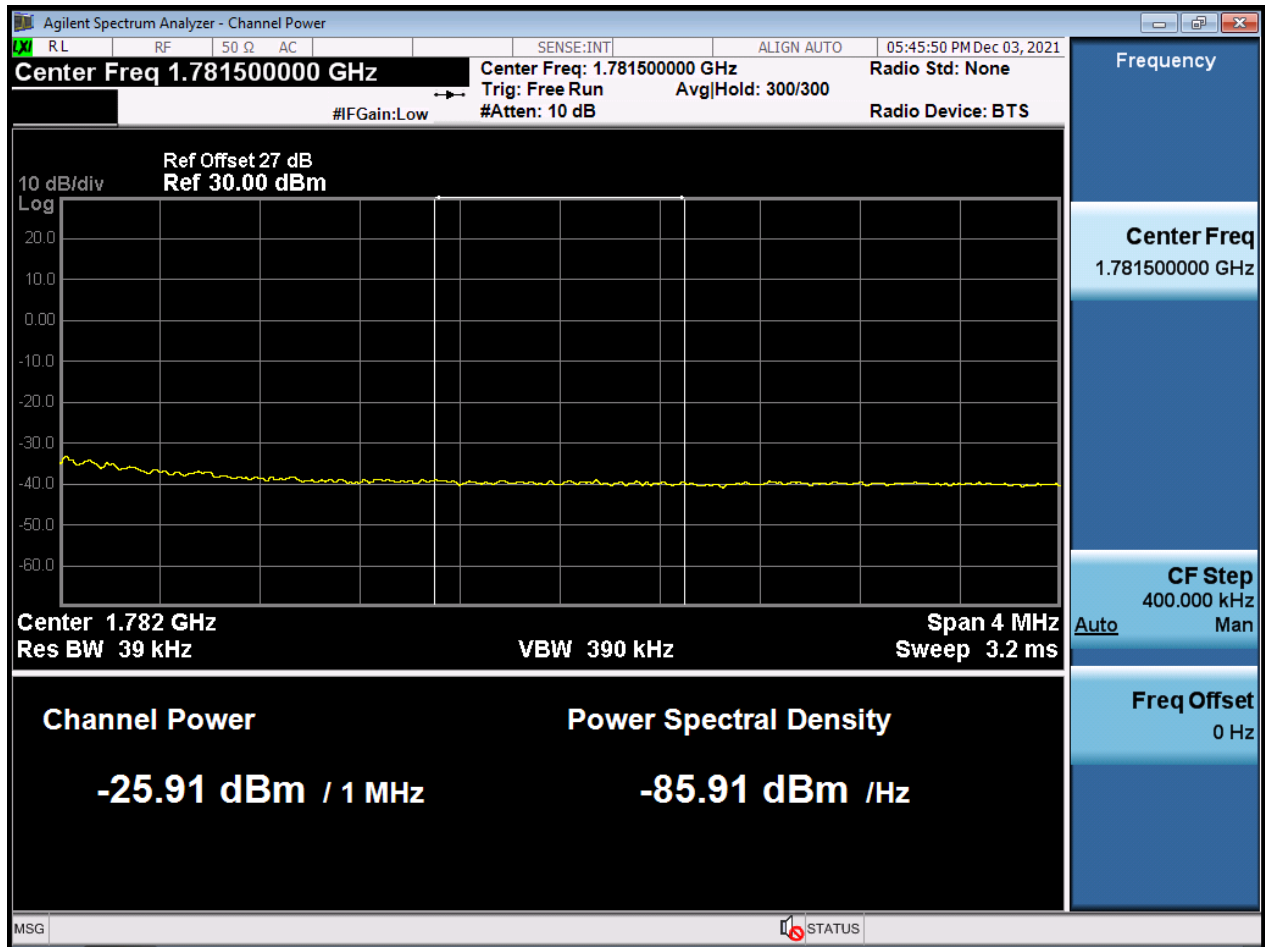 Agilent Spectrum Analyzer - Channel Power
LXI RL RF 50 Ω AC SENSE:INT ALIGN AUTO 05:45:50 PM Dec 03, 2021
Center Freq 1.781500000 GHz
#IFGain:Low
Center Freq: 1.781500000 GHz
Trig: Free Run Avg|Hold: 300/300
#Atten: 10 dB
Radio Std: None
Radio Device: BTS
Ref Offset 27 dB
10 dB/div Ref 30.00 dBm
Log
20.0
10.0
0.00
-10.0
-20.0
-30.0
-40.0
-50.0
-60.0
Center 1.782 GHz Span 4 MHz
Res BW 39 kHz VBW 390 kHz Sweep 3.2 ms
Channel Power Power Spectral Density
-25.91 dBm / 1 MHz -85.91 dBm /Hz
Frequency
Center Freq
1.781500000 GHz
CF Step
400.000 kHz
Auto Man
Freq Offset
0 Hz
MSG STATUS